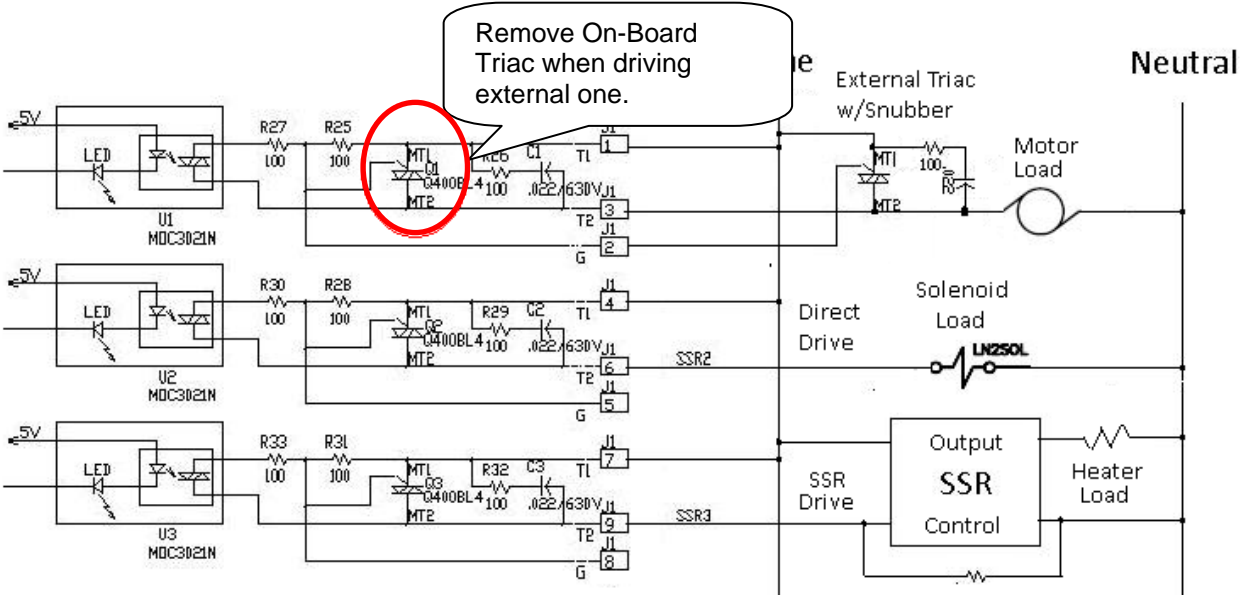 Remove On-Board
Triac when driving
external one.
Neutral
External Triac
w/Snubber
5V
LED
U1
MOC3021N
R27
100
R25
100
MT1
Q1
Q400BL4
MT2
R26
100
C1
.022/630V
T1
J1
1
J1
3
T2
J1
2
G
MT1
MT2
100
Motor
Load
5V
LED
U2
MOC3021N
R30
100
R28
100
MT1
Q2
Q400BL4
MT2
R29
100
C2
.022/630V
T1
J1
4
J1
6
T2
J1
5
G
SSR2
Direct
Drive
Solenoid
Load
LN2SOL
5V
LED
U3
MOC3021N
R33
100
R31
100
MT1
Q3
Q400BL4
MT2
R32
100
C3
.022/630V
T1
J1
7
J1
9
T2
J1
8
G
SSR3
SSR
Drive
Output
SSR
Control
Heater
Load